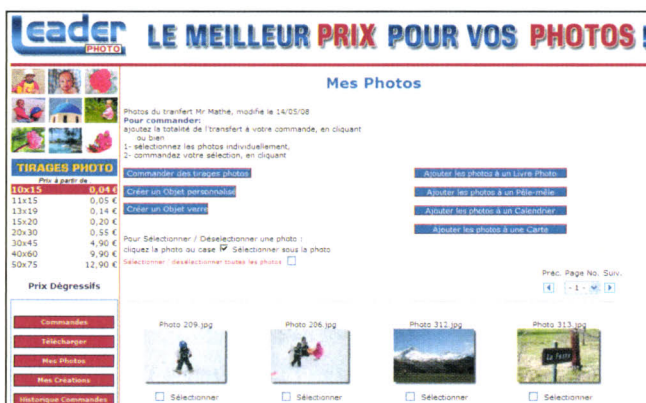 Leader
PHOTO
LE MEILLEUR PRIX POUR VOS PHOTOS !
TIRAGES PHOTO
Prix à partir de
10x15 0,04 €
11x15 0,05 €
13x19 0,14 €
15x20 0,20 €
20x30 0,55 €
30x45 4,90 €
40x60 9,90 €
50x75 12,90 €
Prix Dègressifs
Commandes
Télécharger
Mes Photos
Mes Créations
Historique Commandes
Mes Photos
Photos du tranfert Mr Mathe, modifie le 14/05/08
Pour commander:
ajoutez la totalité de l'transfert à votre commande, en cliquant
ou bien
1- sélectionnez les photos individuellement,
2- commandez votre sélection, en cliquant
Commander des tirages photos
Créer un Objet personnalisé
Créer un Objet verre
Ajouter les photos à un Livre Photo
Ajouter les photos à un Pêle-mêle
Ajouter les photos à un Calendrier
Ajouter les photos à une Carte
Pour Sélectionner / Déselectionner une photo :
cliquez la photo ou case Sélectionner sous la photo
Sélectionner / desélectionner toutes les photos
Préc. Page No. Suiv.
- 1 -
Photo 209.jpg
Photo 206.jpg
Photo 312.jpg
Photo 313.jpg
La Feste
Sélectionner
Sélectionner
Sélectionner
Sélectionner